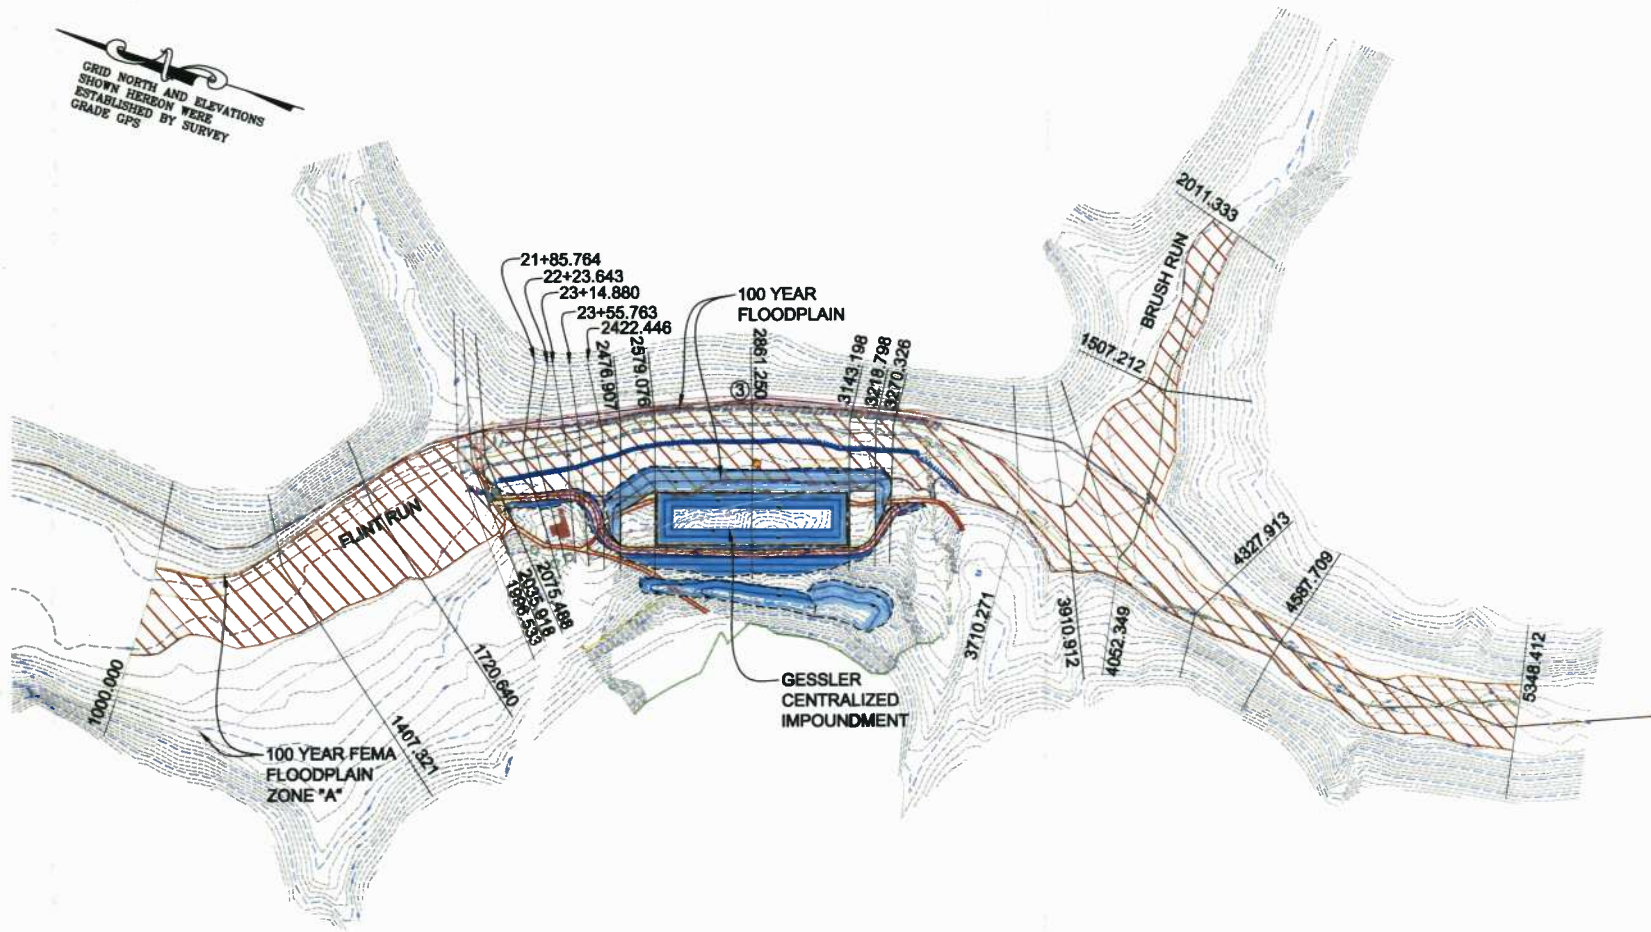 GRID NORTH AND ELEVATIONS
SHOWN HEREON WERE
ESTABLISHED BY SURVEY
GRADE GPS
2011.333
BRUSH RUN
1507.212
21+85.764
22+23.643
23+14.880
23+55.763
2422.446
2476.907
2579.076
100 YEAR
FLOODPLAIN
2861.250
3
3143.198
3218.798
3270.326
FLINT RUN
4327.913
4587.709
2075.488
2035.918
1996.533
1720.640
1407.321
1000.000
3710.271
3910.912
4052.349
5348.412
GESSLER
CENTRALIZED
IMPOUNDMENT
100 YEAR FEMA
FLOODPLAIN
ZONE "A"